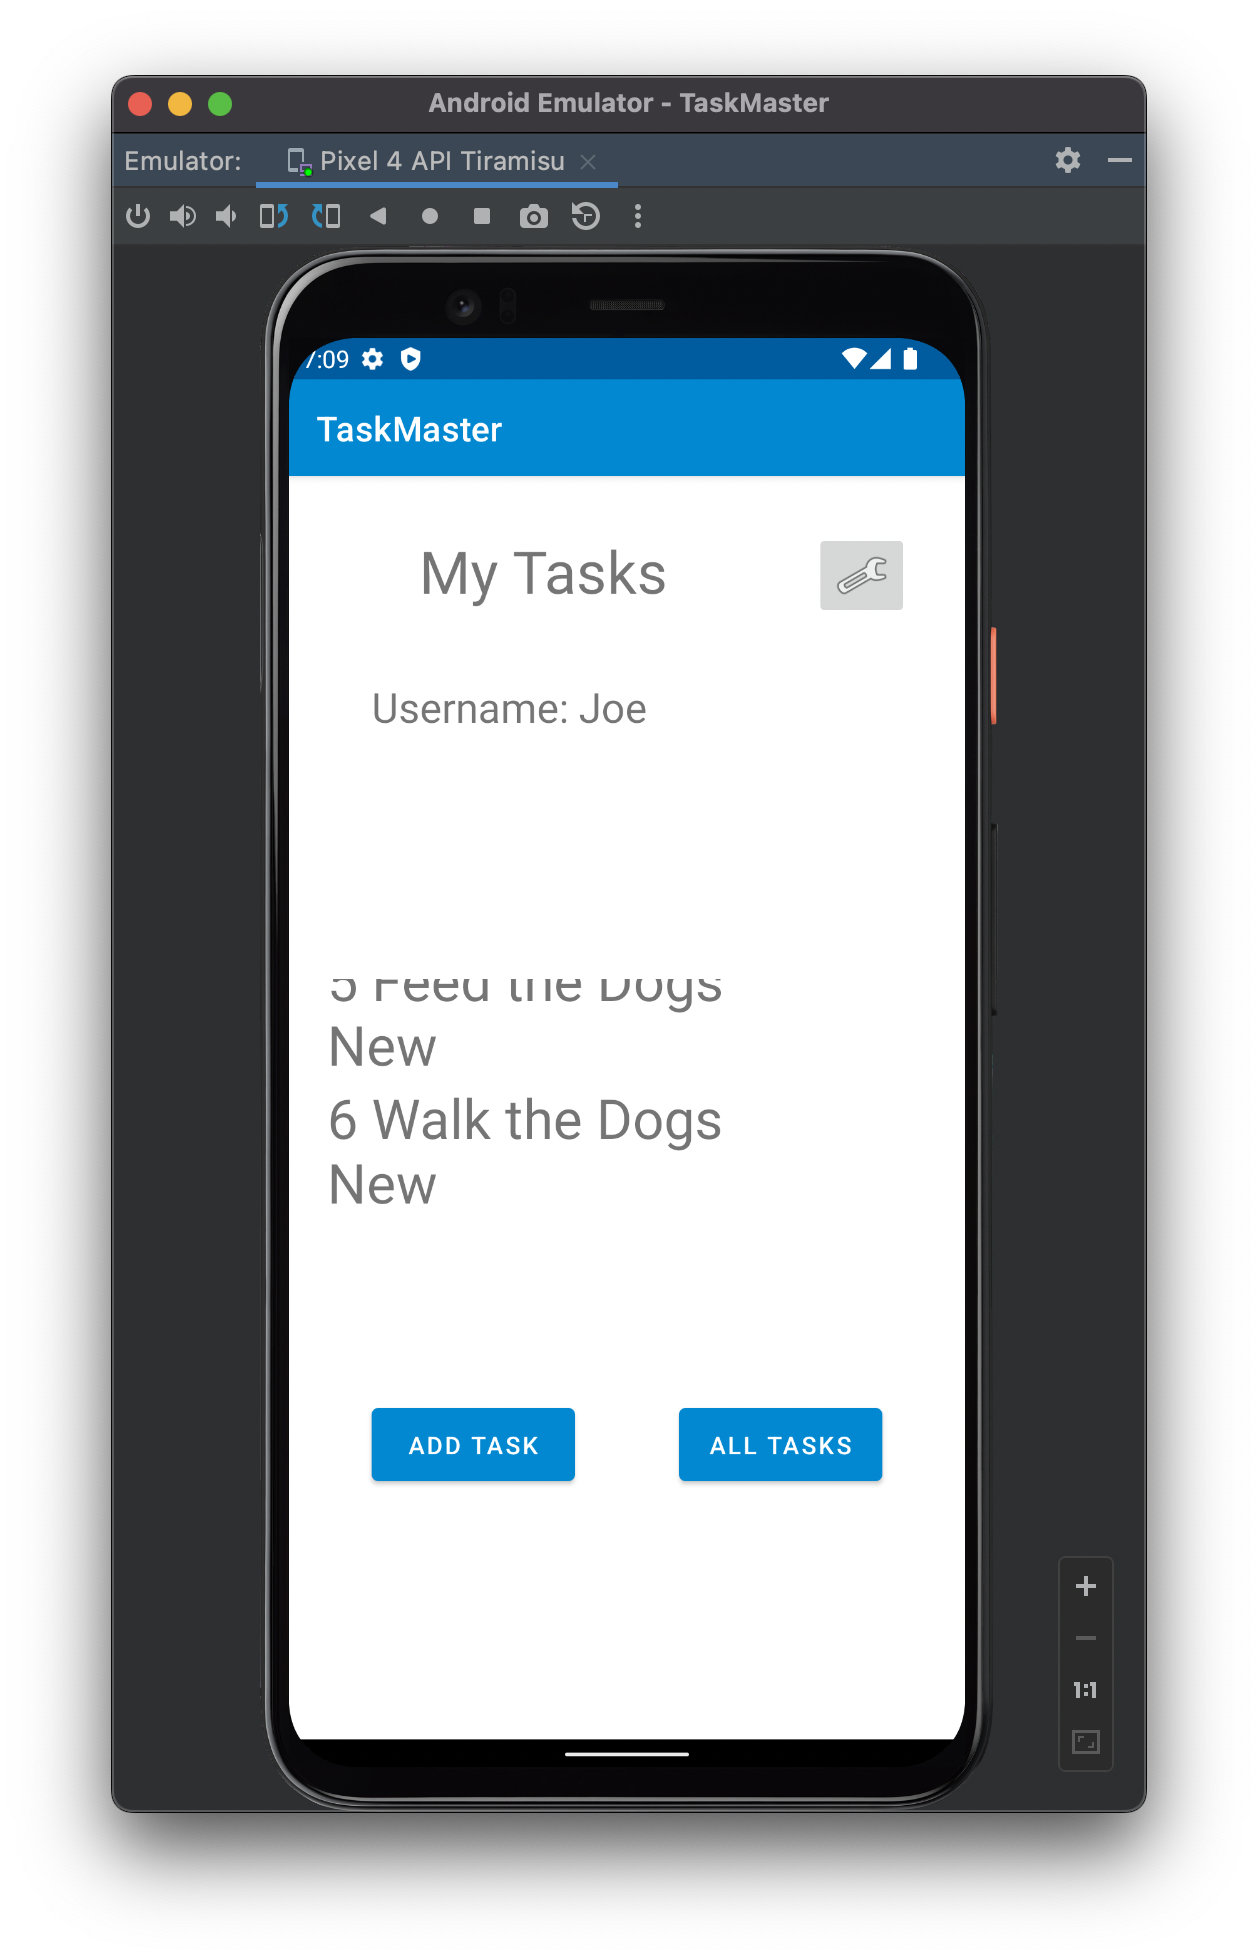 Android Emulator - TaskMaster
Emulator: Pixel 4 API Tiramisu
7:09
TaskMaster
My Tasks
Username: Joe
5 Feed the Dogs
New
6 Walk the Dogs
New
ADD TASK ALL TASKS
1:1